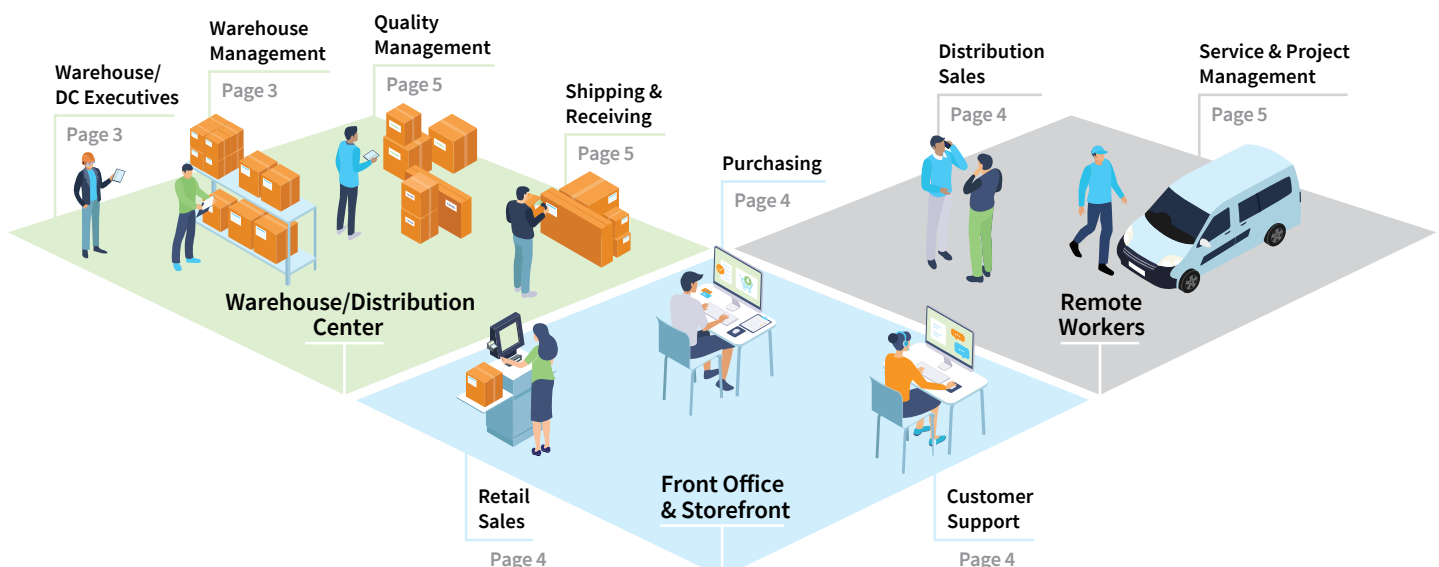 Warehouse/
DC Executives
Page 3
Warehouse
Management
Page 3
Quality
Management
Page 5
Shipping &
Receiving
Page 5
Purchasing
Page 4
Distribution
Sales
Page 4
Service & Project
Management
Page 5
Warehouse/Distribution
Center
Remote
Workers
Retail
Sales
Page 4
Front Office
& Storefront
Customer
Support
Page 4